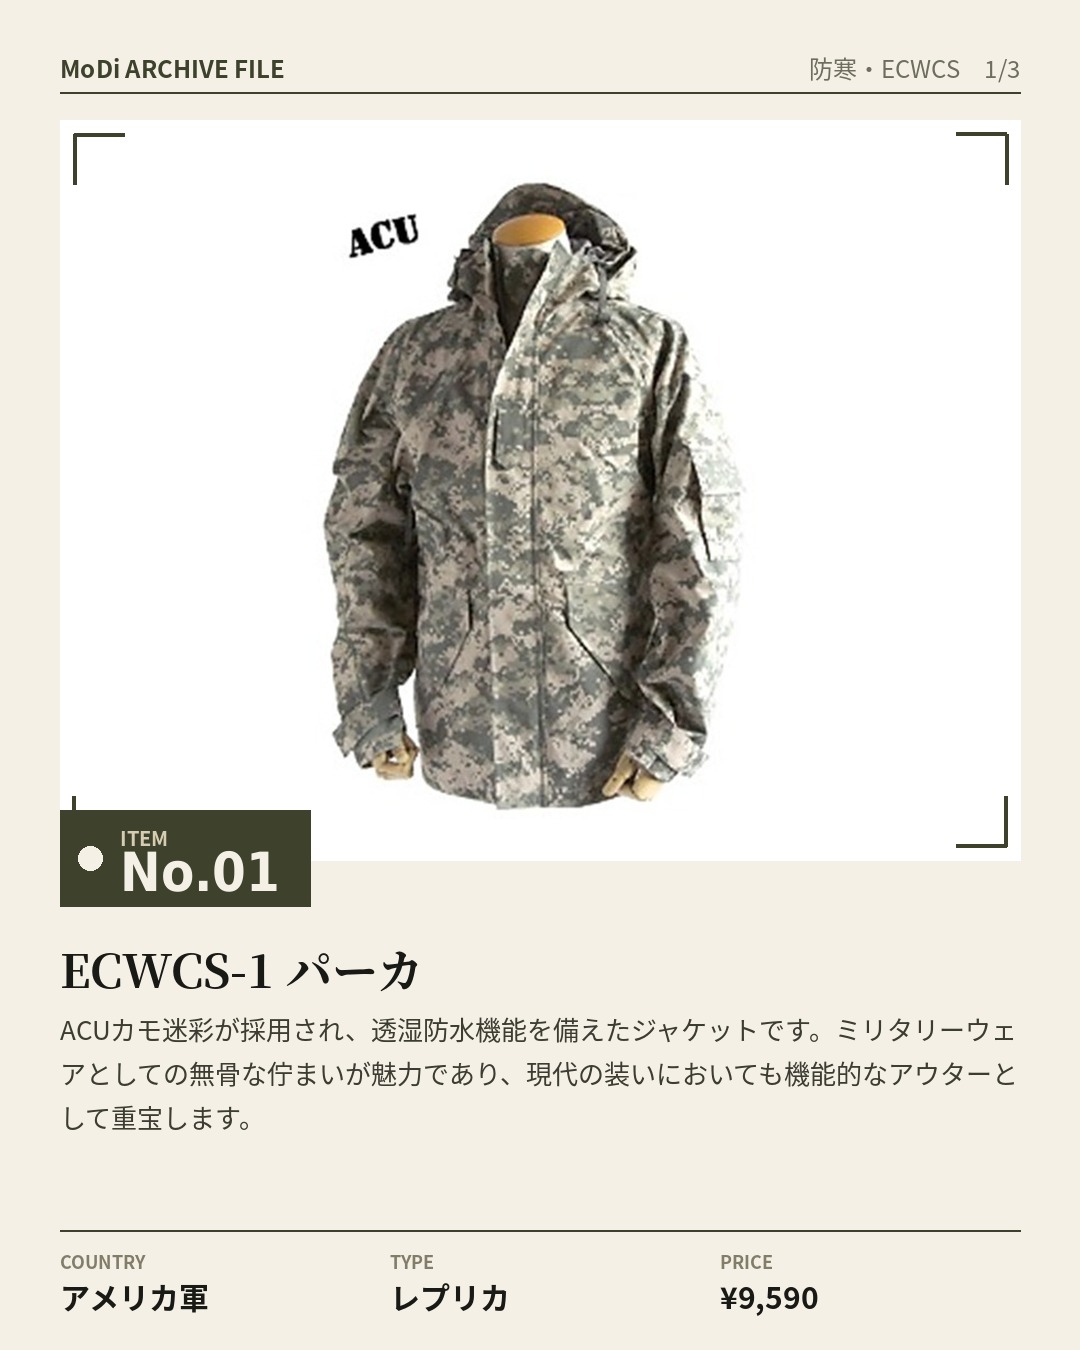 MoDi ARCHIVE FILE
防寒・ECWCS 1/3
ACU
ITEM
No.01
ECWCS-1 パーカ
ACUカモ迷彩が採用され、透湿防水機能を備えたジャケットです。ミリタリーウェ
アとしての無骨な佇まいが魅力であり、現代の装いにおいても機能的なアウターと
して重宝します。
COUNTRY
アメリカ軍
TYPE
レプリカ
PRICE
¥9,590